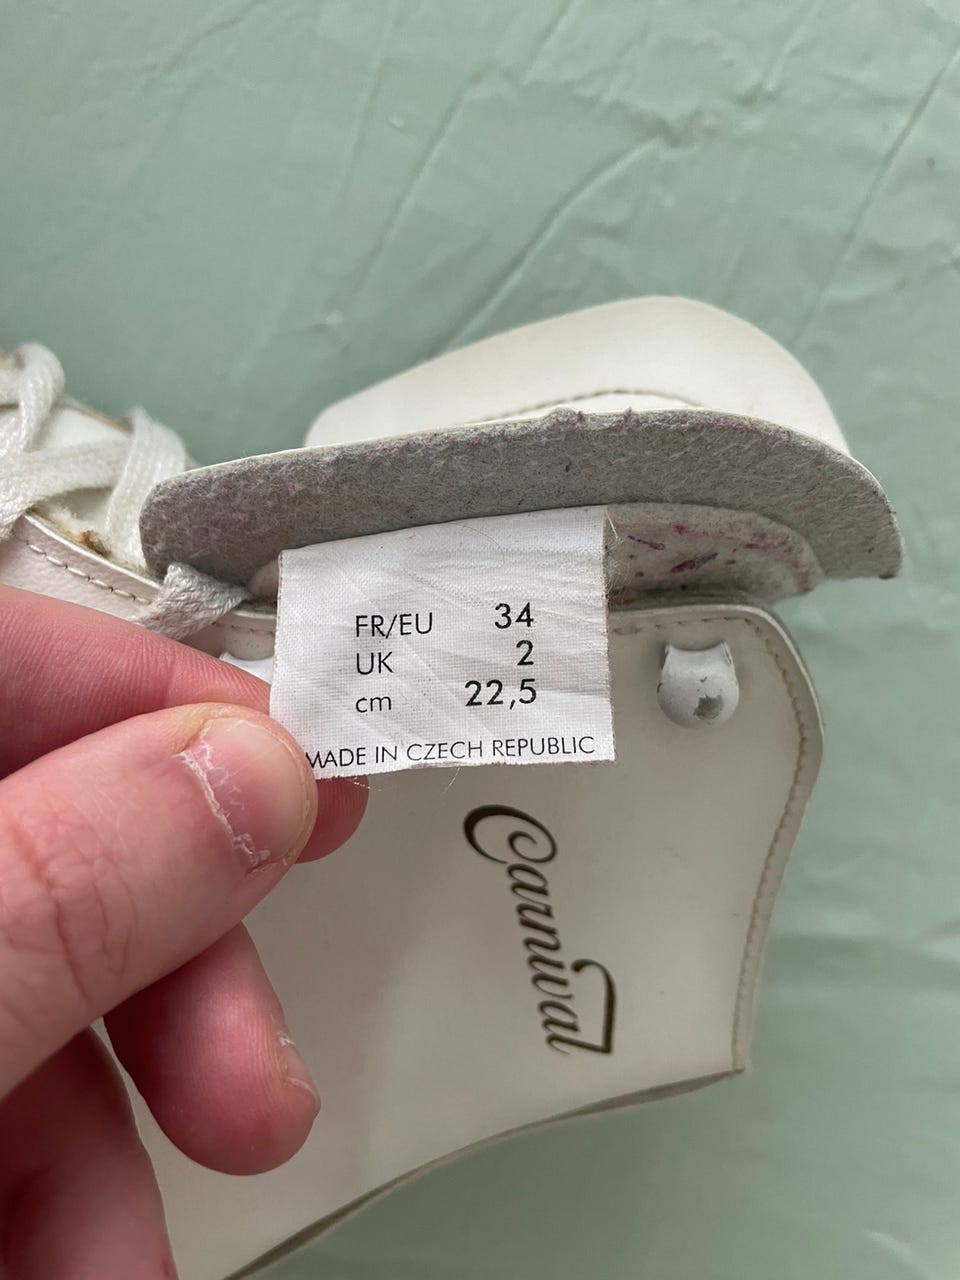 FR/EU 34
UK 2
cm 22,5
MADE IN CZECH REPUBLIC
Carnival